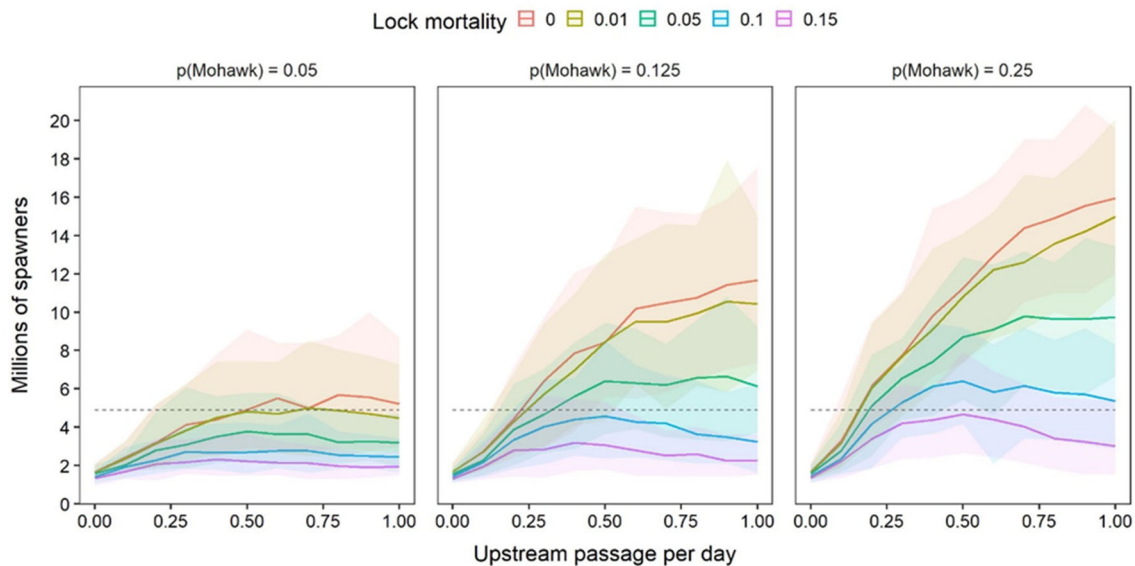 Lock mortality 0 0.01 0.05 0.1 0.15
p(Mohawk) = 0.05 p(Mohawk) = 0.125 p(Mohawk) = 0.25
Millions of spawners
20
18
16
14
12
10
8
6
4
2
0
0.00 0.25 0.50 0.75 1.00 0.00 0.25 0.50 0.75 1.00 0.00 0.25 0.50 0.75 1.00
Upstream passage per day